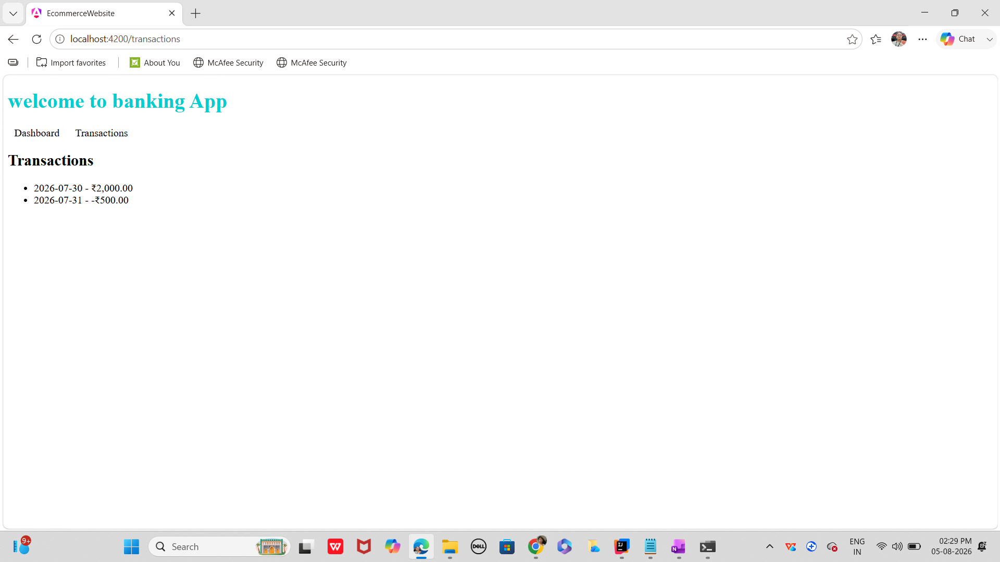 EcommerceWebsite
localhost:4200/transactions
Chat
Import favorites
About You
McAfee Security
McAfee Security
welcome to banking App
Dashboard Transactions
Transactions
2026-07-30 - ₹2,000.00
2026-07-31 - -₹500.00
9+
Search
W
DELL
IJ
N
ENG
IN
02:29 PM
05-08-2026